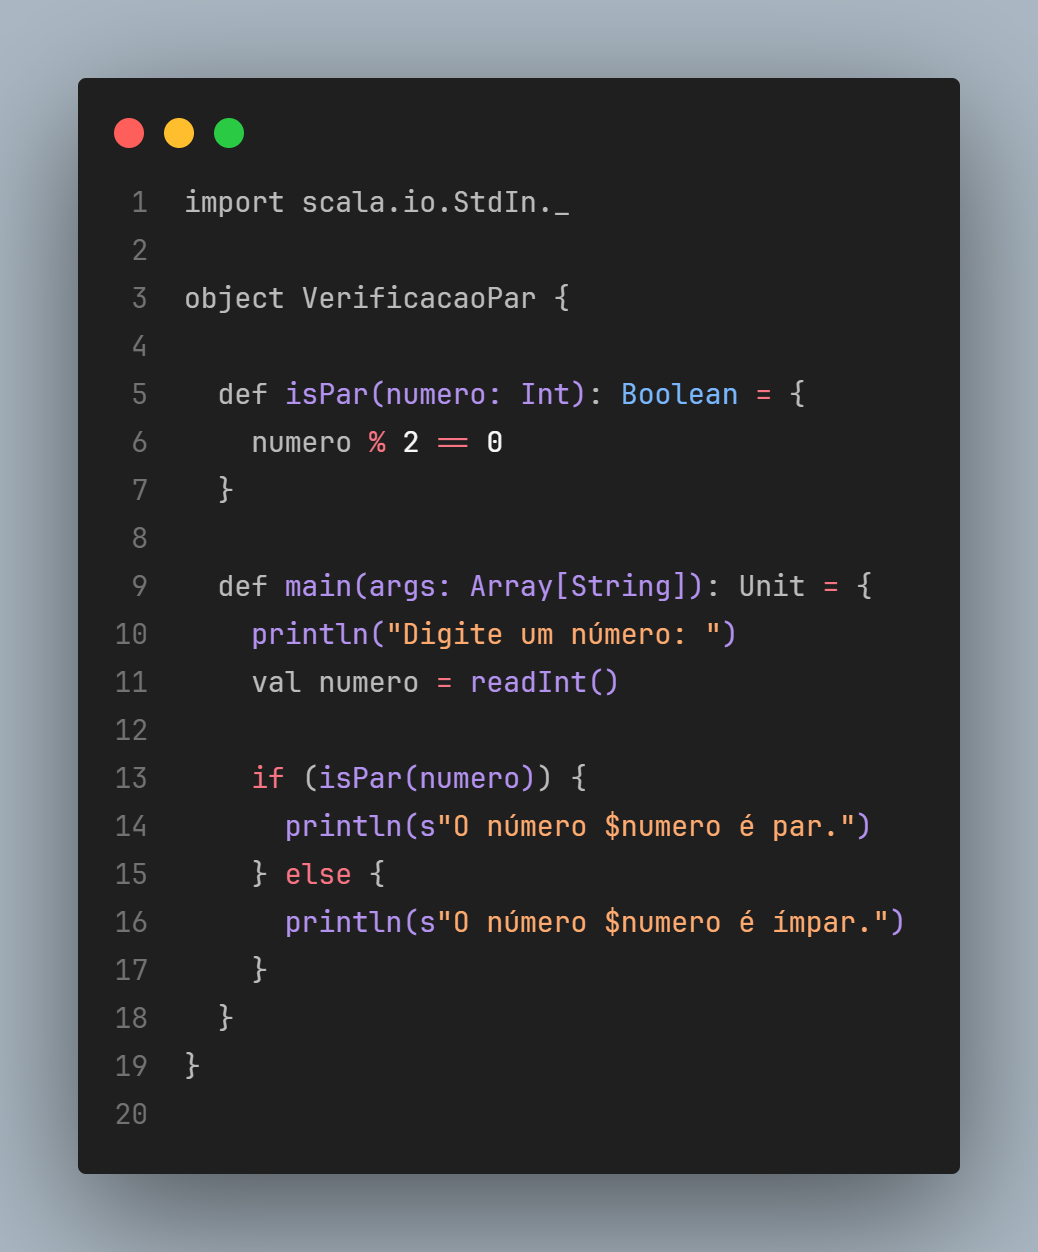 1 import scala.io.StdIn._
2
3 object VerificacaoPar {
4
5   def isPar(numero: Int): Boolean = {
6     numero % 2 == 0
7   }
8
9   def main(args: Array[String]): Unit = {
10     println("Digite um número: ")
11     val numero = readInt()
12
13     if (isPar(numero)) {
14       println(s"O número $numero é par.")
15     } else {
16       println(s"O número $numero é ímpar.")
17     }
18   }
19 }
20